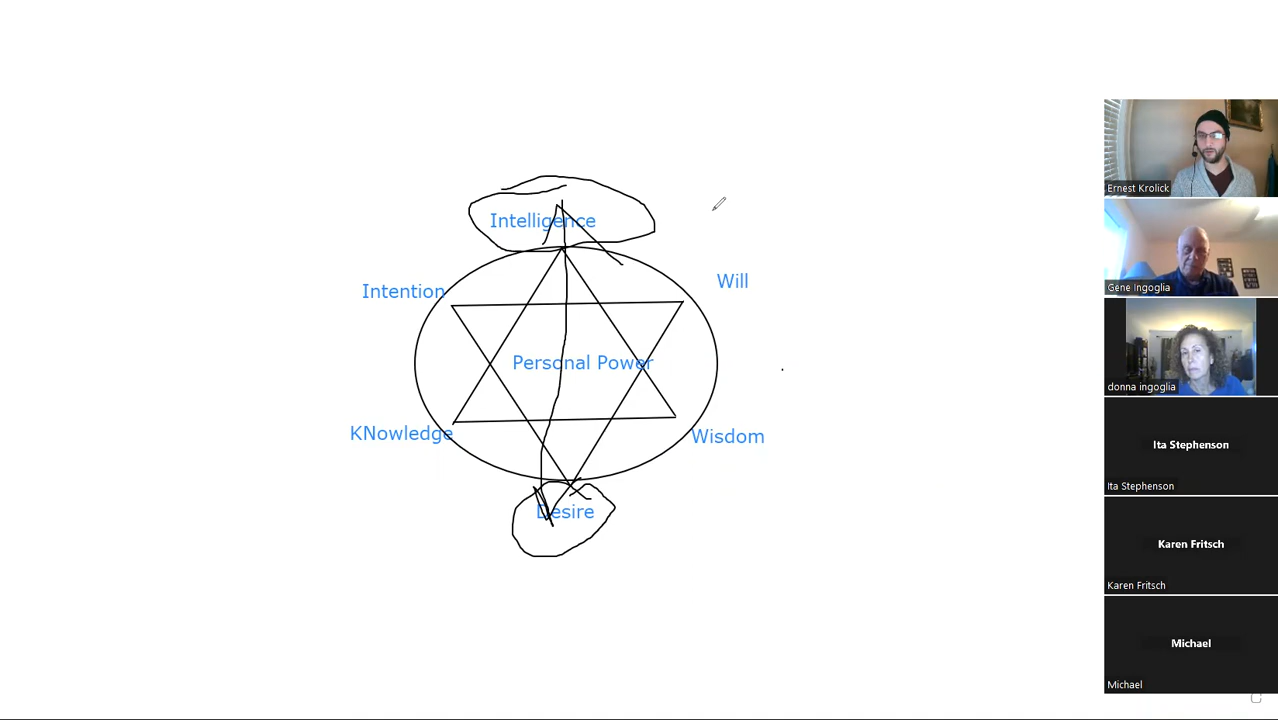 Intelligence
Intention
Will
Personal Power
KNowledge
Wisdom
Desire
Ernest Krolick
Gene Ingoglia
donna ingoglia
Ita Stephenson
Ita Stephenson
Karen Fritsch
Karen Fritsch
Michael
Michael